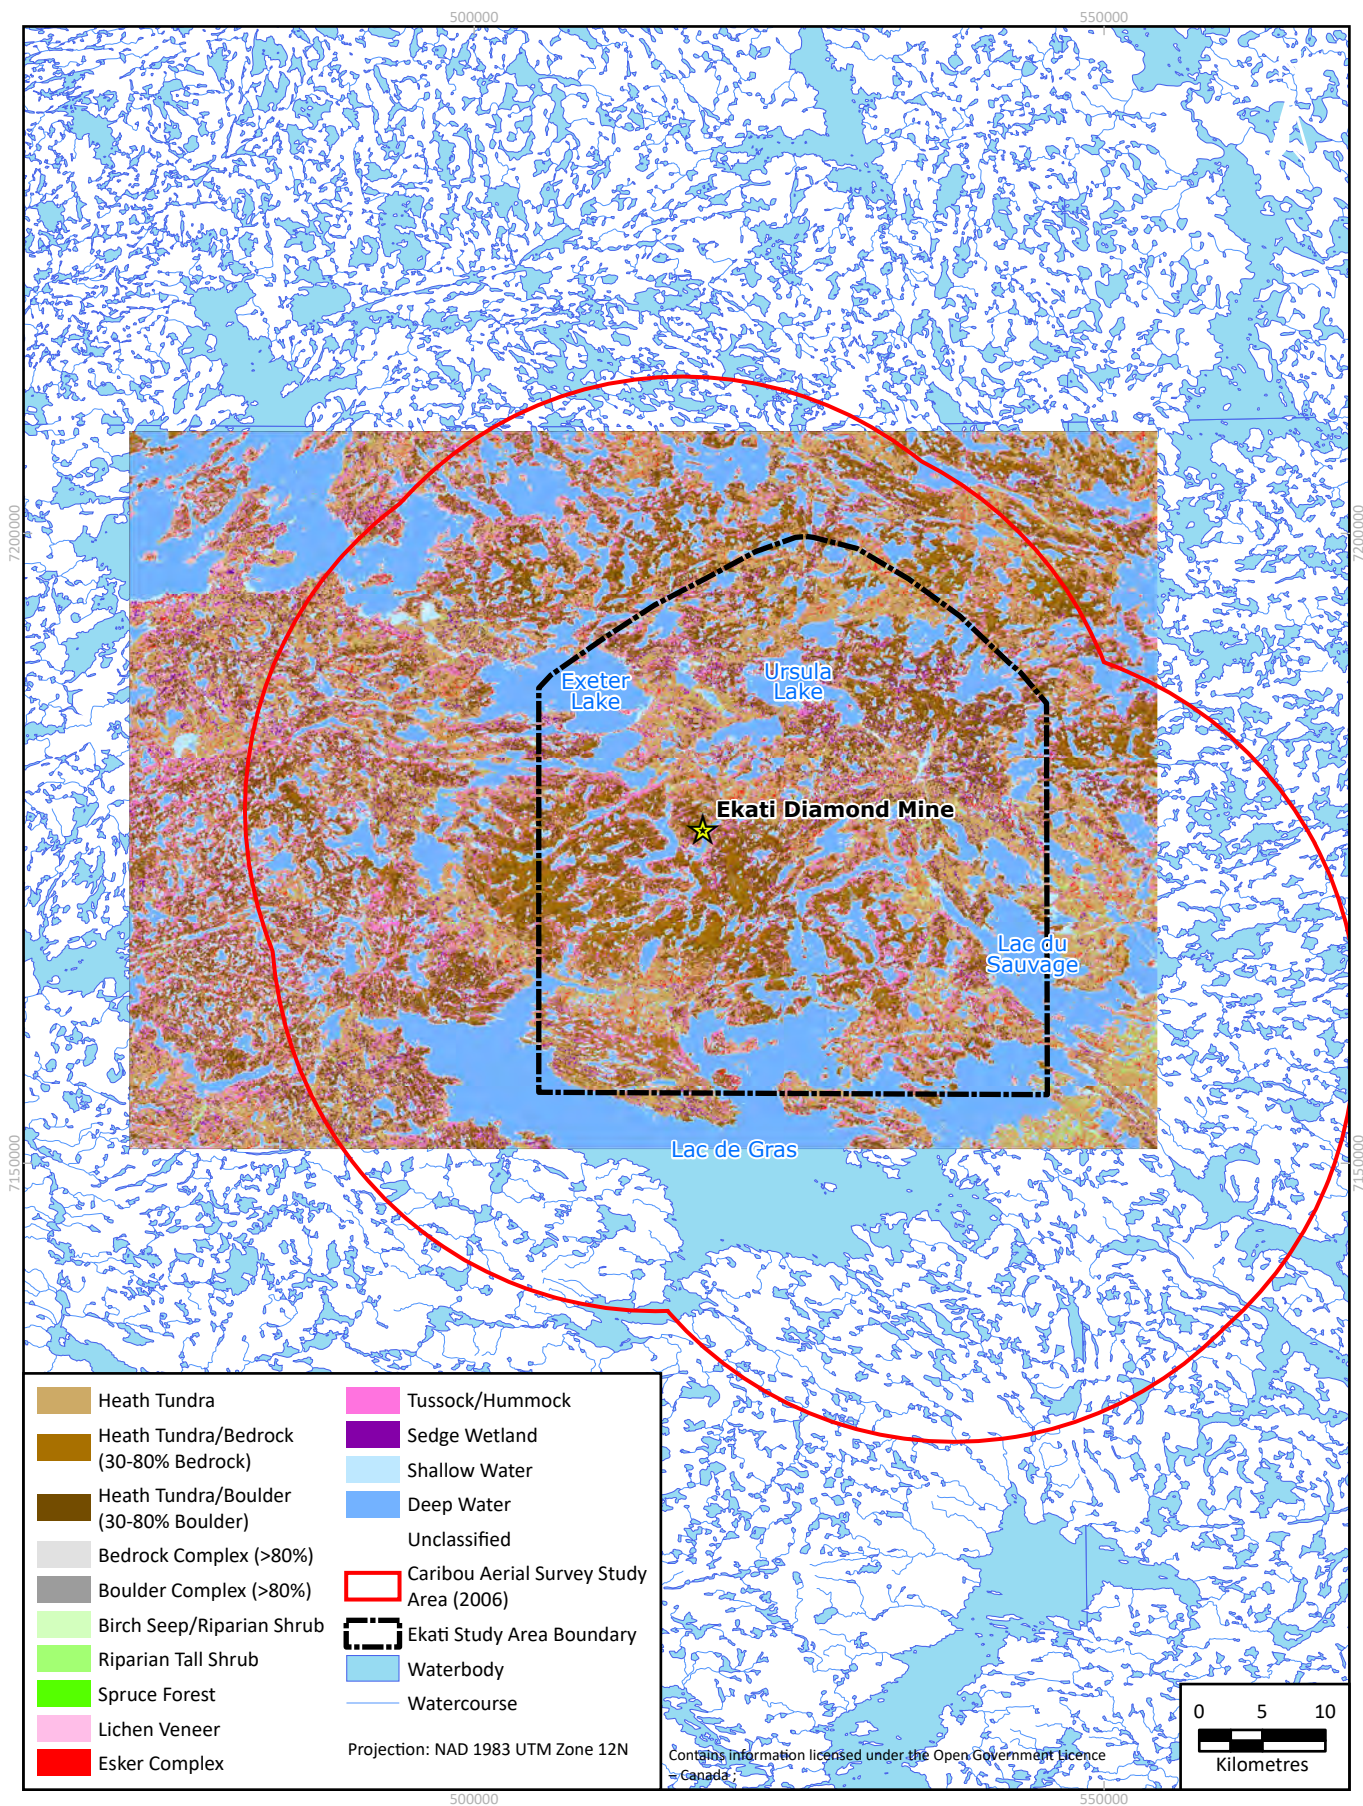 500000
550000
7200000
7200000
Exeter
Lake
Ursula
Lake
Ekati Diamond Mine
Lac du
Sauvage
7150000
7150000
Lac de Gras
Heath Tundra
Heath Tundra/Bedrock
(30-80% Bedrock)
Heath Tundra/Boulder
(30-80% Boulder)
Bedrock Complex (>80%)
Boulder Complex (>80%)
Birch Seep/Riparian Shrub
Riparian Tall Shrub
Spruce Forest
Lichen Veneer
Esker Complex
Tussock/Hummock
Sedge Wetland
Shallow Water
Deep Water
Unclassified
Caribou Aerial Survey Study
Area (2006)
Ekati Study Area Boundary
Waterbody
Watercourse
Projection: NAD 1983 UTM Zone 12N
Contains information licensed under the Open Government Licence
– Canada ;
0 5 10
Kilometres
500000
550000